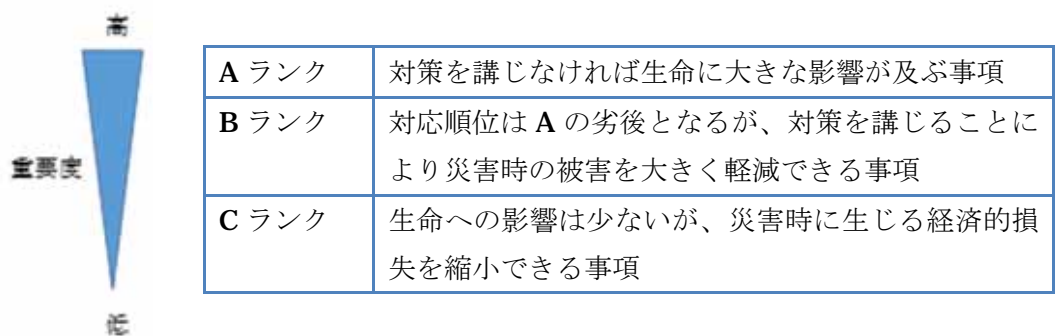 高
A ランク 対策を講じなければ生命に大きな影響が及ぶ事項
B ランク 対応順位は A の劣後となるが、対策を講じることに
より災害時の被害を大きく軽減できる事項
重要度
C ランク 生命への影響は少ないが、災害時に生じる経済的損
失を縮小できる事項
低